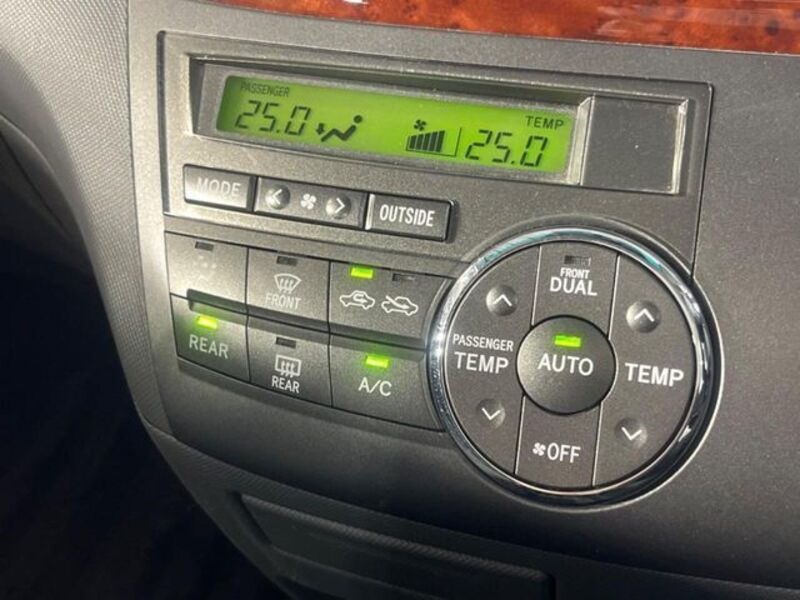 PASSENGER
25.0
TEMP
25.0
MODE
OUTSIDE
FRONT
REAR
REAR
A/C
FRONT
DUAL
PASSENGER
TEMP
AUTO
TEMP
OFF